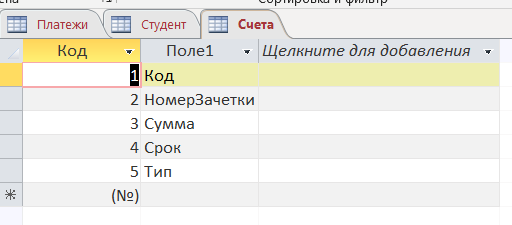 Сортировка и фильтр
Платежи Студент Счета
Код Поле1 Щелкните для добавления
1 Код
2 НомерЗачетки
3 Сумма
4 Срок
5 Тип
(№)